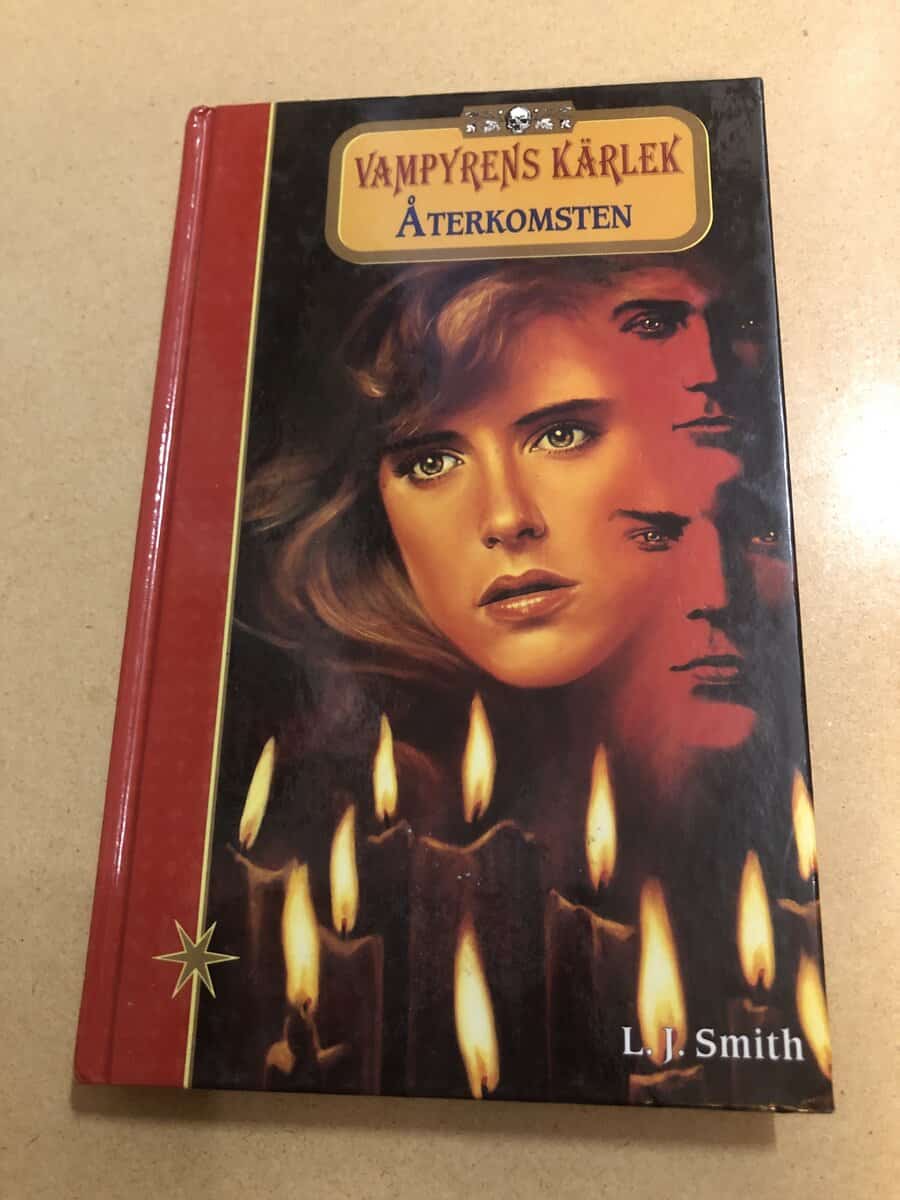 VAMPYRENS KÄRLEK
ÅTERKOMSTEN
L. J. Smith